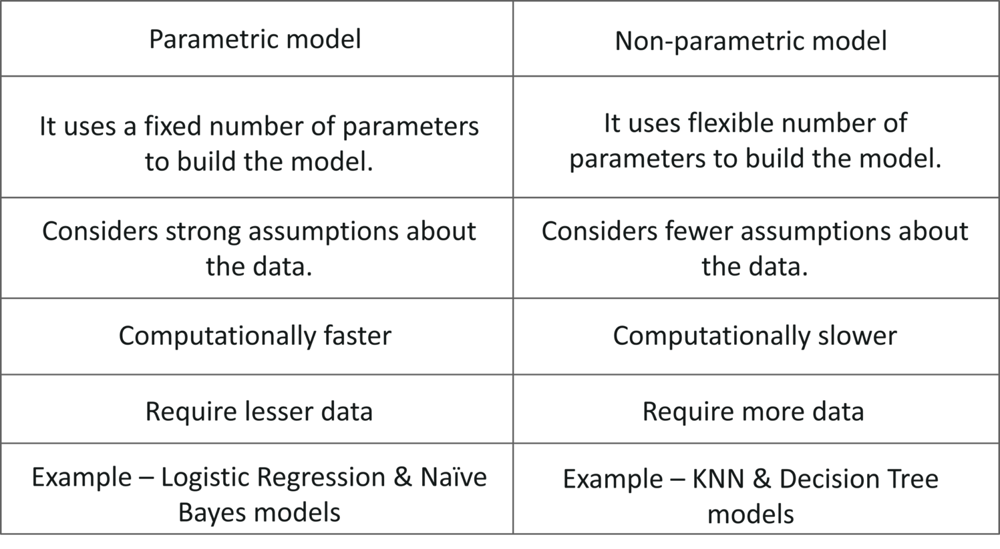 Parametric model
Non-parametric model
It uses a fixed number of parameters
to build the model.
It uses flexible number of
parameters to build the model.
Considers strong assumptions about
the data.
Considers fewer assumptions about
the data.
Computationally faster
Computationally slower
Require lesser data
Require more data
Example – Logistic Regression & Naïve
Bayes models
Example – KNN & Decision Tree
models